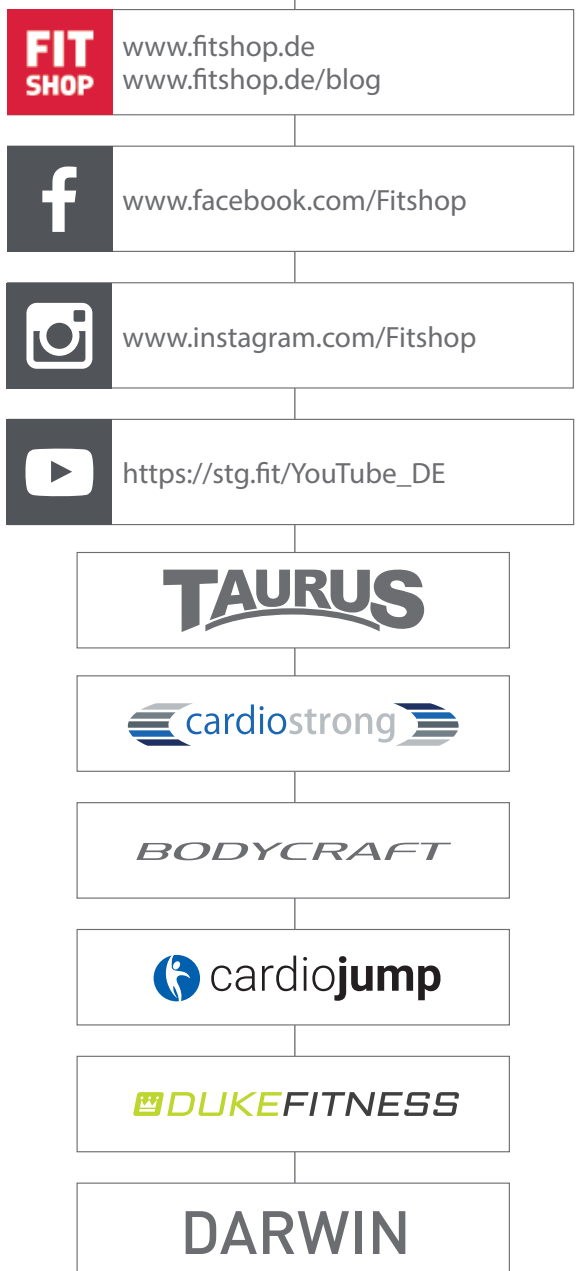 FIT
SHOP
www.fitshop.de
www.fitshop.de/blog
www.facebook.com/Fitshop
www.instagram.com/Fitshop
https://stg.fit/YouTube_DE
TAURUS
cardiostrong
BODYCRAFT
cardiojump
DUKEFITNESS
DARWIN